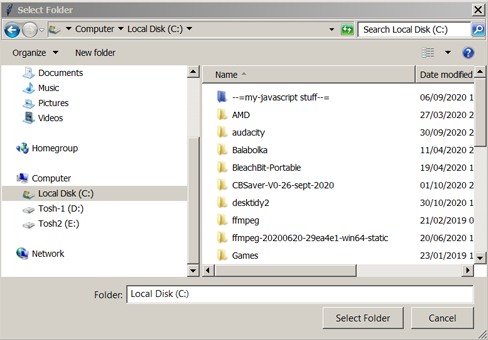 Select Folder
Computer Local Disk (C:) Search Local Disk (C:)
Organize New folder
Documents
Music
Pictures
Videos
Homegroup
Computer
Local Disk (C:)
Tosh-1 (D:)
Tosh2 (E:)
Network
Name Date modified
--=my-javascript stuff--= 06/09/2020 1
AMD 27/03/2020 2
audacity 30/09/2020 2
Balabolka 11/04/2020 2
BleachBit-Portable 19/04/2020 1
CBSaver-V0-26-sept-2020 01/10/2020 2
desktidy2 30/10/2020 1
ffmpeg 21/02/2019 0
ffmpeg-20200620-29ea4e1-win64-static 20/06/2020 1
Games 23/01/2019 1
Folder: Local Disk (C:)
Select Folder Cancel